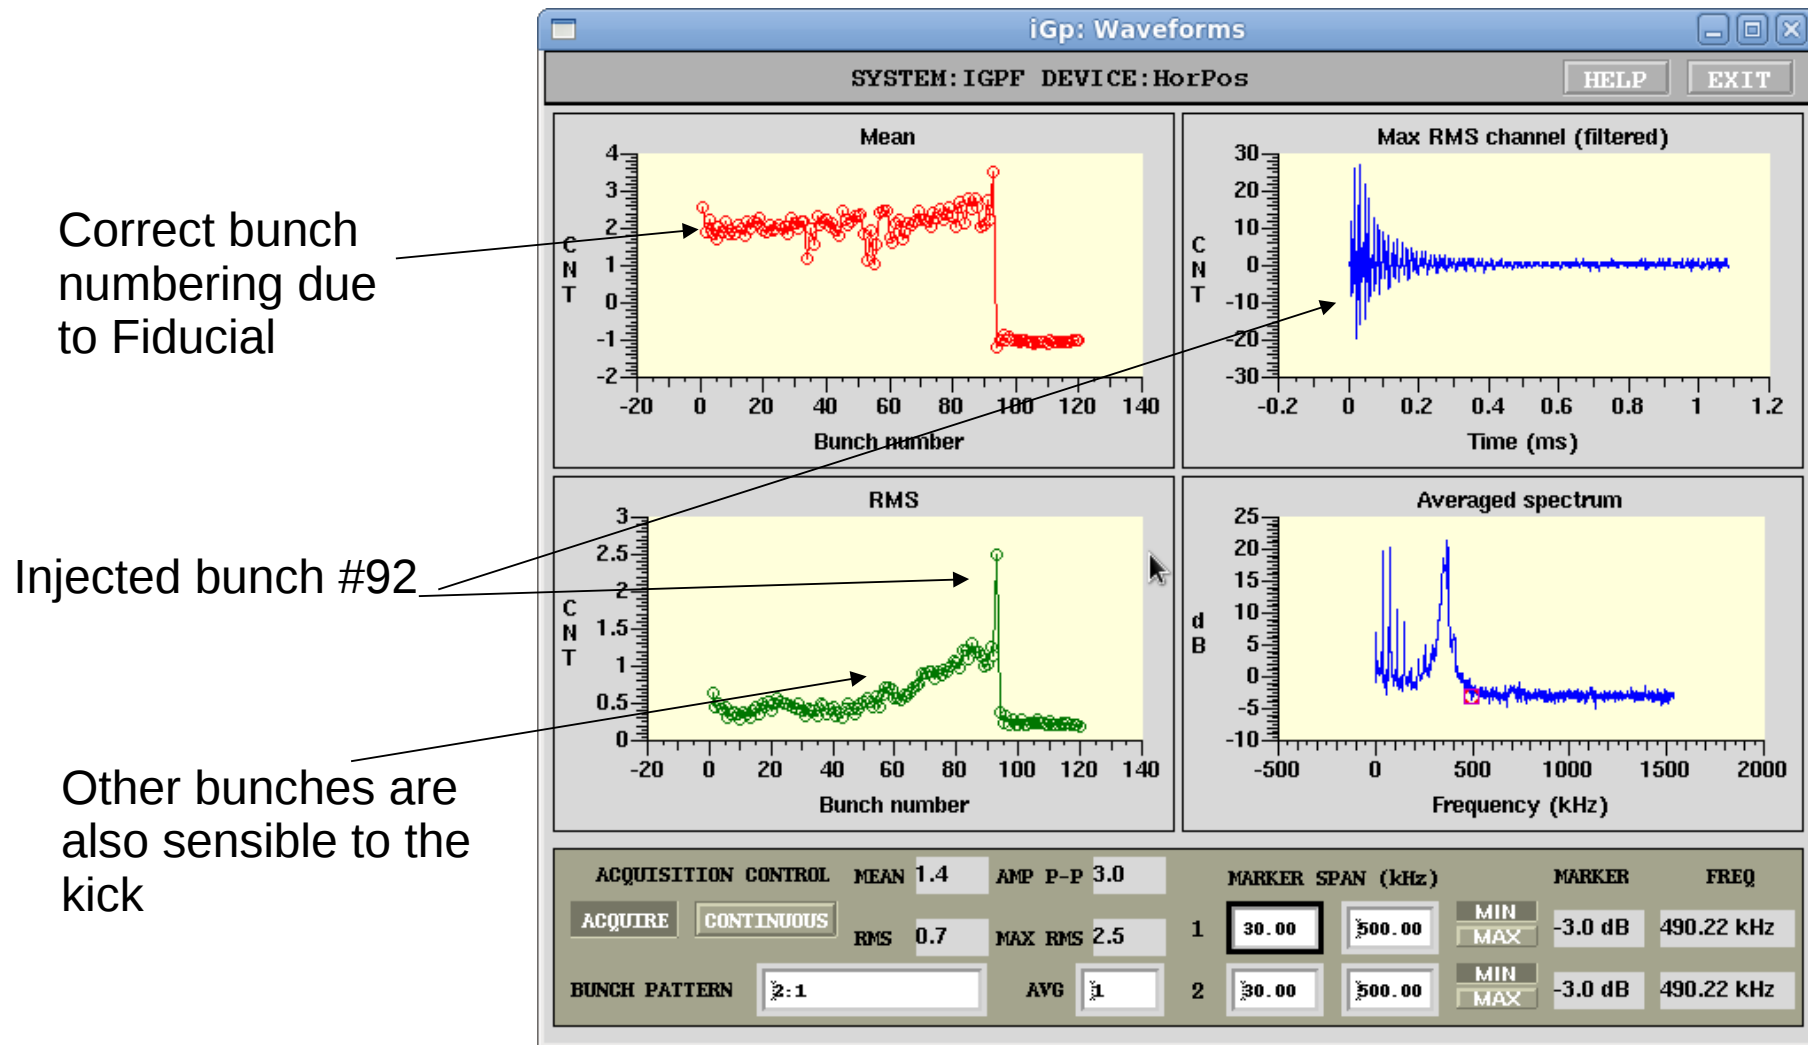 iGp: Waveforms
SYSTEM:IGPF DEVICE:HorPos
HELP
EXIT
Correct bunch
numbering due
to Fiducial
Injected bunch #92
Other bunches are
also sensible to the
kick
Mean
4
3
2
1
0
-1
-2
C
N
T
-20 0 20 40 60 80 100 120 140
Bunch number
Max RMS channel (filtered)
30
20
10
0
-10
-20
-30
C
N
T
-0.2 0 0.2 0.4 0.6 0.8 1 1.2
Time (ms)
RMS
3
2.5
2
1.5
1
0.5
0
C
N
T
-20 0 20 40 60 80 100 120 140
Bunch number
Averaged spectrum
25
20
15
10
5
0
-5
-10
d
B
-500 0 500 1000 1500 2000
Frequency (kHz)
ACQUISITION CONTROL MEAN 1.4 AMP P-P 3.0
ACQUIRE CONTINUOUS
RMS 0.7 MAX RMS 2.5
BUNCH PATTERN 2:1 AVG 1
MARKER SPAN (kHz) MARKER FREQ
1 30.00 500.00 MIN MAX -3.0 dB 490.22 kHz
2 30.00 500.00 MIN MAX -3.0 dB 490.22 kHz